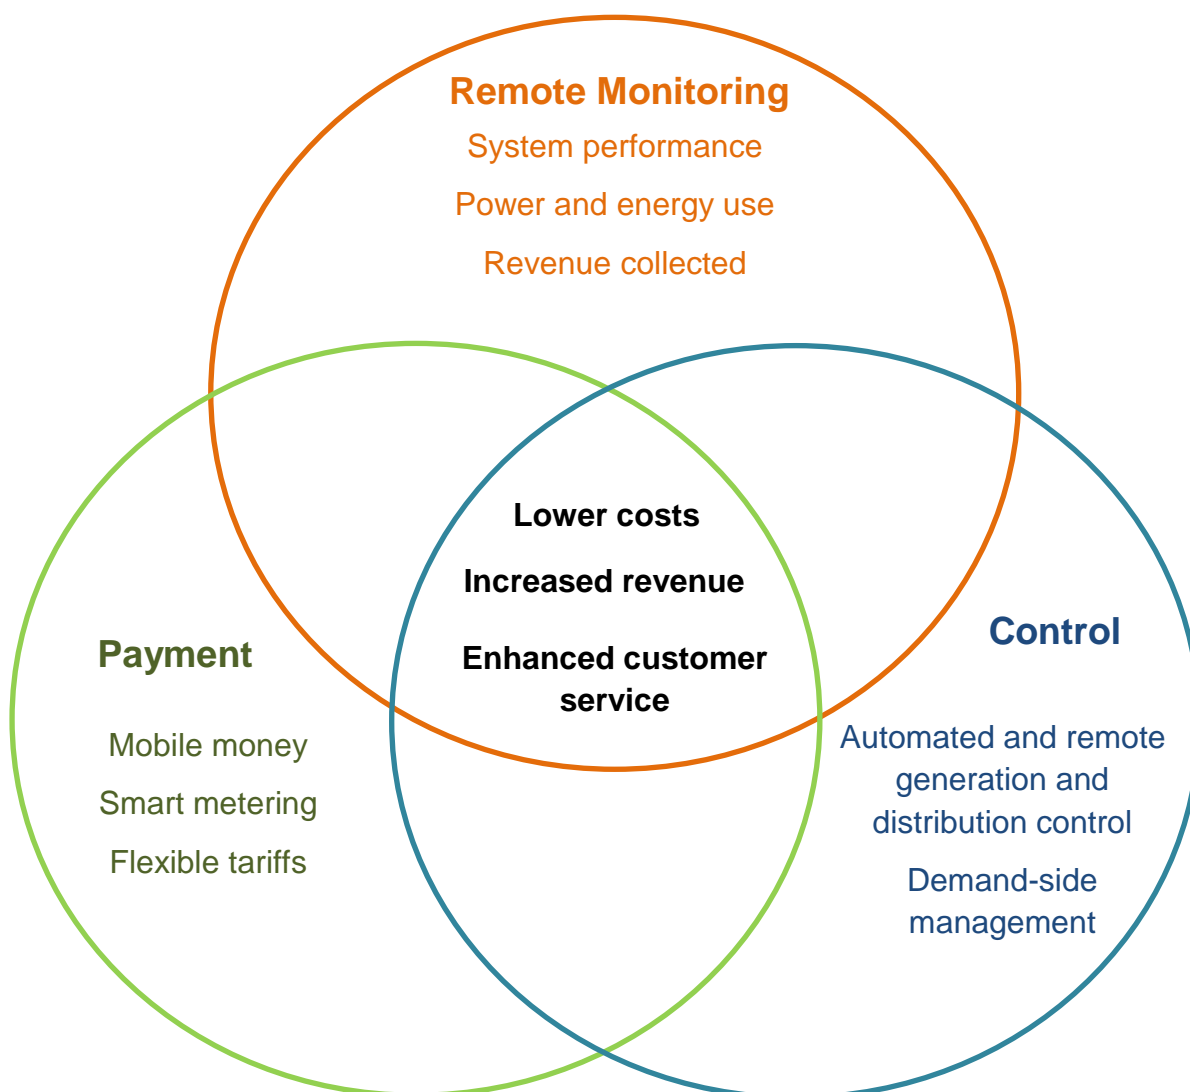 Remote Monitoring
System performance
Power and energy use
Revenue collected
Lower costs
Increased revenue
Enhanced customer
service
Payment
Mobile money
Smart metering
Flexible tariffs
Control
Automated and remote
generation and
distribution control
Demand-side
management